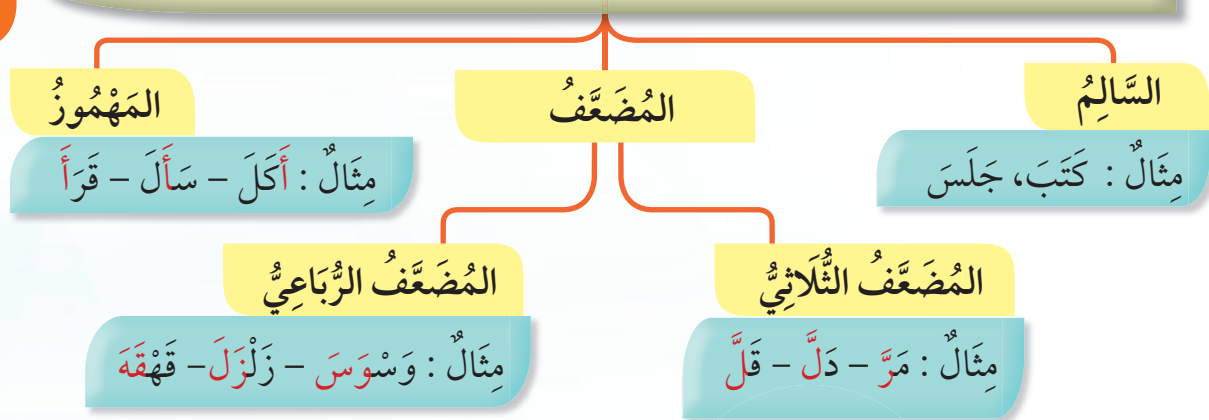 السَّالِمُ
المُضَعَّفُ
المَهْمُوزُ
مِثَالٌ : كَتَبَ، جَلَسَ
مِثَالٌ : أَكَلَ – سَأَلَ – قَرَأَ
المُضَعَّفُ الثُّلَاثِيُّ
المُضَعَّفُ الرُّبَاعِيُّ
مِثَالٌ : مَرَّ – دَلَّ – قَلَّ
مِثَالٌ : وَسْوَسَ – زَلْزَلَ – قَهْقَهَ